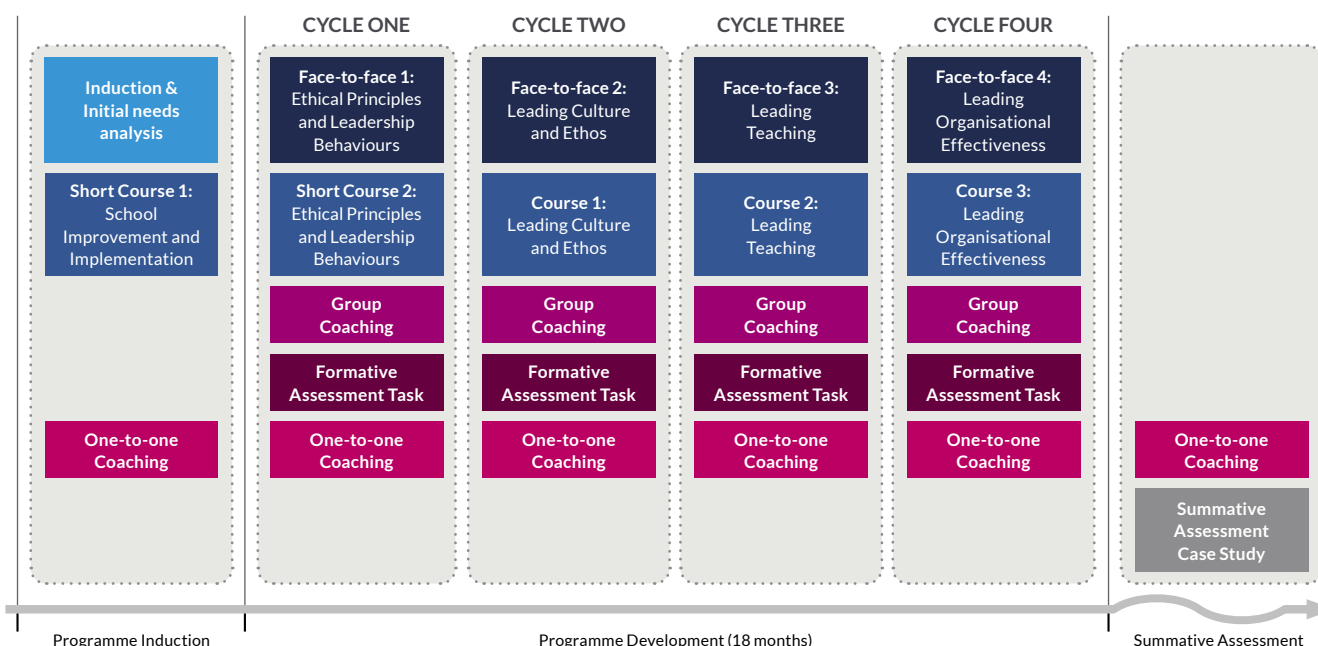 CYCLE ONE
CYCLE TWO
CYCLE THREE
CYCLE FOUR
Induction &
Initial needs
analysis
Short Course 1:
School
Improvement and
Implementation
One-to-one
Coaching
Face-to-face 1:
Ethical Principles
and Leadership
Behaviours
Short Course 2:
Ethical Principles
and Leadership
Behaviours
Group
Coaching
Formative
Assessment Task
One-to-one
Coaching
Face-to-face 2:
Leading Culture
and Ethos
Course 1:
Leading Culture
and Ethos
Group
Coaching
Formative
Assessment Task
One-to-one
Coaching
Face-to-face 3:
Leading
Teaching
Course 2:
Leading
Teaching
Group
Coaching
Formative
Assessment Task
One-to-one
Coaching
Face-to-face 4:
Leading
Organisational
Effectiveness
Course 3:
Leading
Organisational
Effectiveness
Group
Coaching
Formative
Assessment Task
One-to-one
Coaching
One-to-one
Coaching
Summative
Assessment
Case Study
Programme Induction
Programme Development (18 months)
Summative Assessment